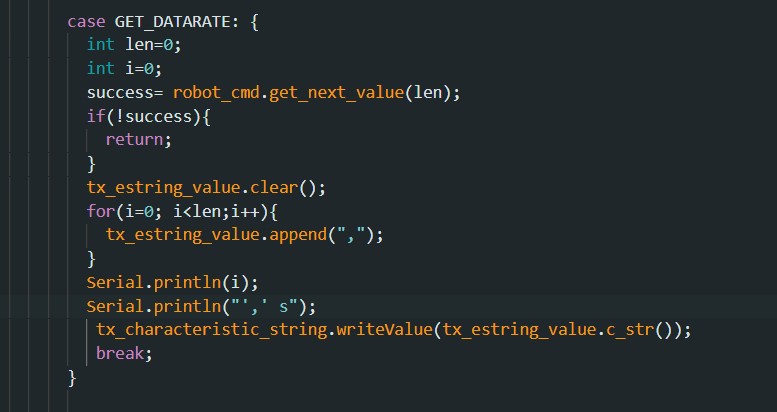 case GET_DATARATE: {
int len=0;
int i=0;
success= robot_cmd.get_next_value(len);
if(!success){
return;
}
tx_estring_value.clear();
for(i=0; i<len;i++){
tx_estring_value.append(",");
}
Serial.println(i);
Serial.println("',' s");
tx_characteristic_string.writeValue(tx_estring_value.c_str());
break;
}